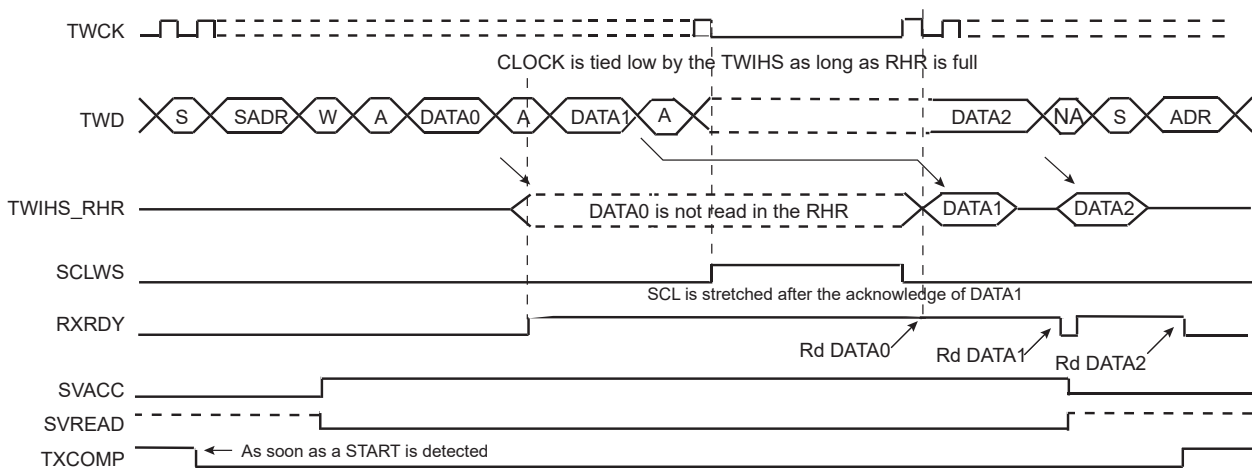 TWCK
CLOCK is tied low by the TWIHS as long as RHR is full
TWD S SADR W A DATA0 A DATA1 A DATA2 NA S ADR
TWIHS_RHR DATA0 is not read in the RHR DATA1 DATA2
SCLWS
SCL is stretched after the acknowledge of DATA1
RXRDY
Rd DATA0 Rd DATA1 Rd DATA2
SVACC
SVREAD
TXCOMP As soon as a START is detected